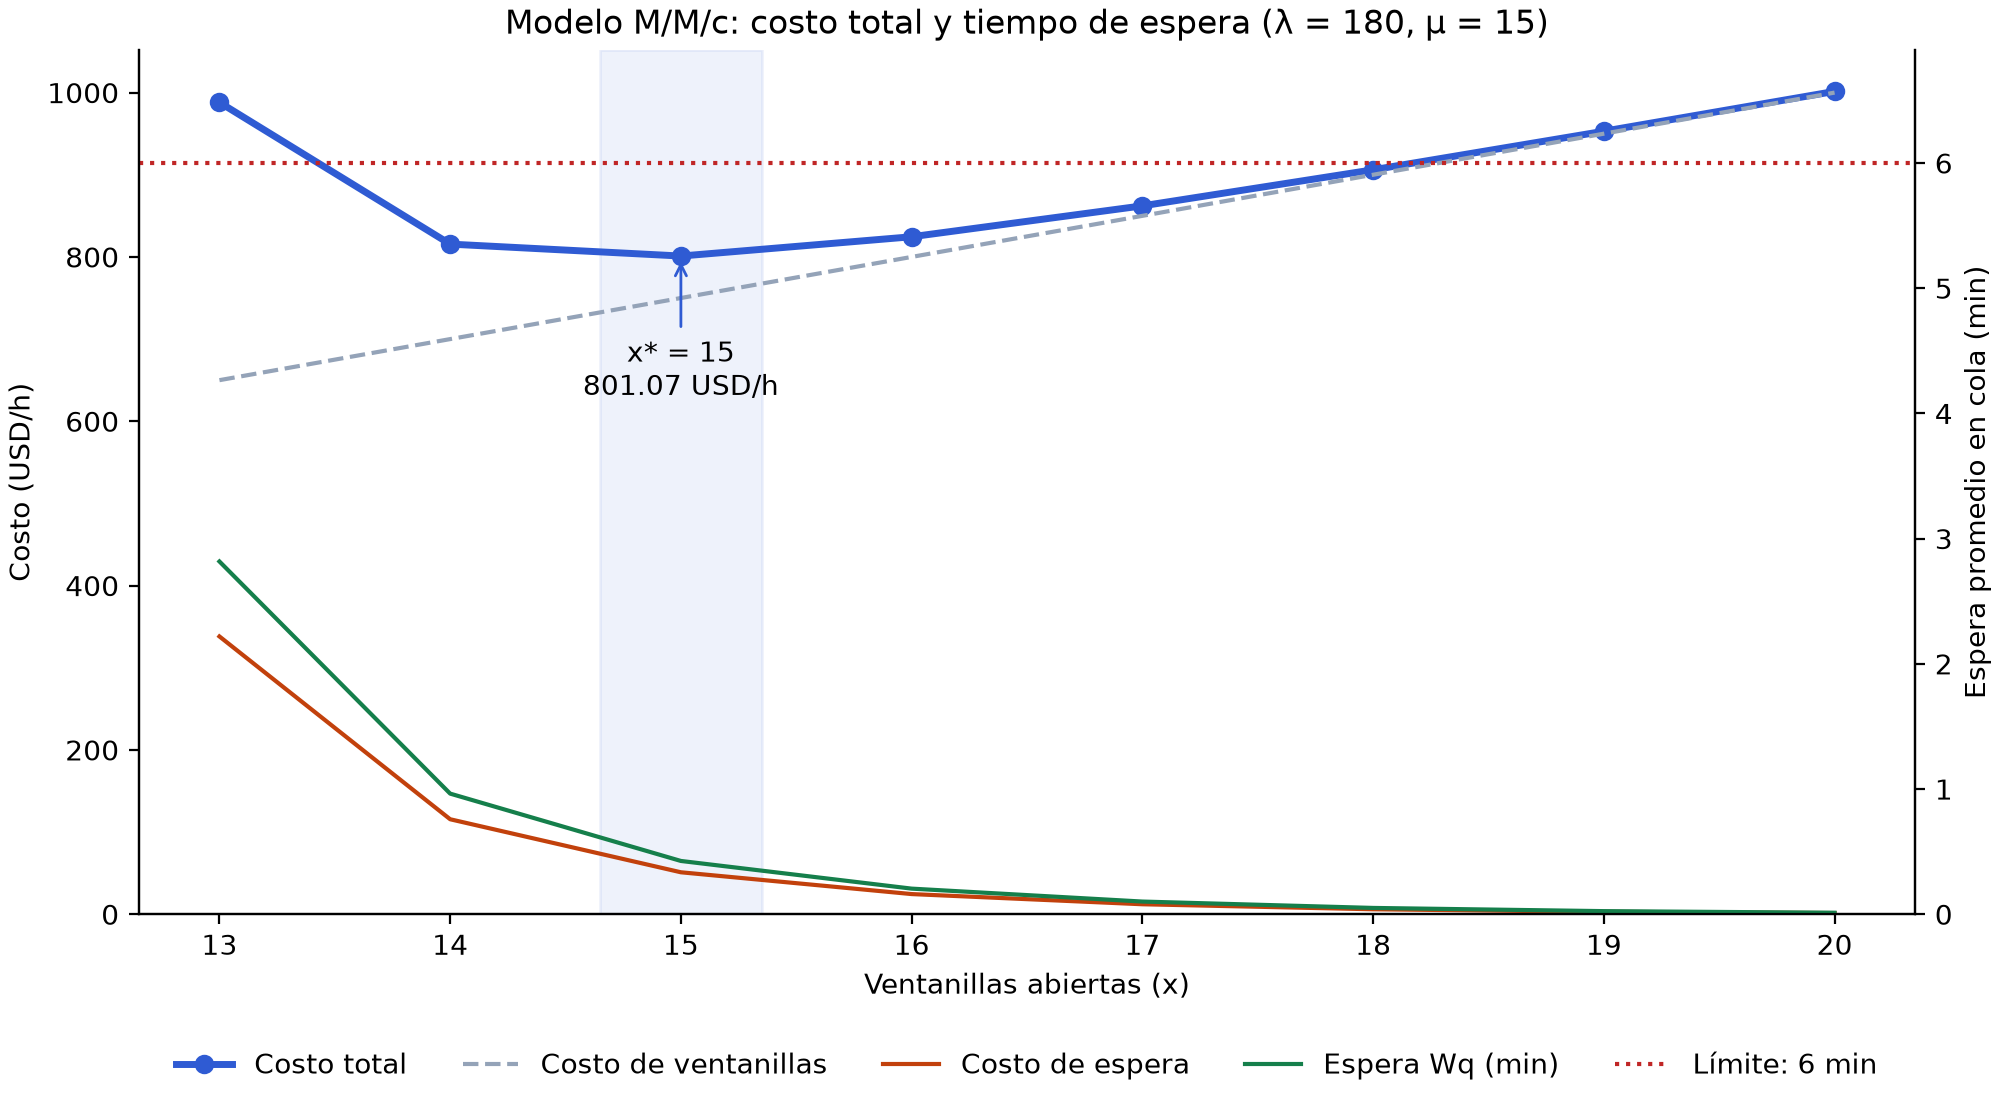 Modelo M/M/c: costo total y tiempo de espera (λ = 180, μ = 15)
Costo (USD/h)
1000
800
600
400
200
0
x* = 15
801.07 USD/h
6
5
4
3
2
1
0
Espera promedio en cola (min)
13 14 15 16 17 18 19 20
Ventanillas abiertas (x)
Costo total Costo de ventanillas Costo de espera Espera Wq (min) Límite: 6 min